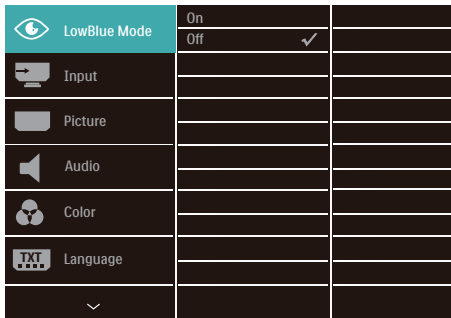 LowBlue Mode
On
Off
Input
Picture
Audio
Color
TXT
Language